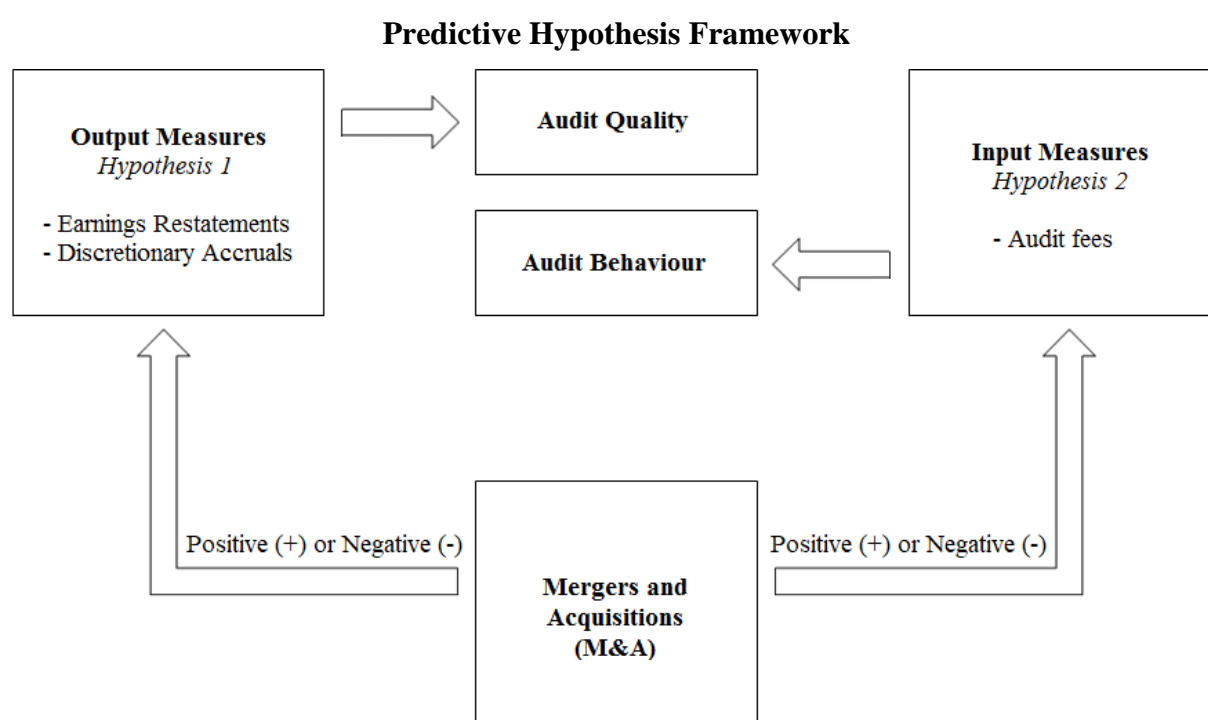 Predictive Hypothesis Framework
Output Measures
Hypothesis 1
- Earnings Restatements
- Discretionary Accruals
Audit Quality
Audit Behaviour
Input Measures
Hypothesis 2
- Audit fees
Positive (+) or Negative (-)
Positive (+) or Negative (-)
Mergers and
Acquisitions
(M&A)